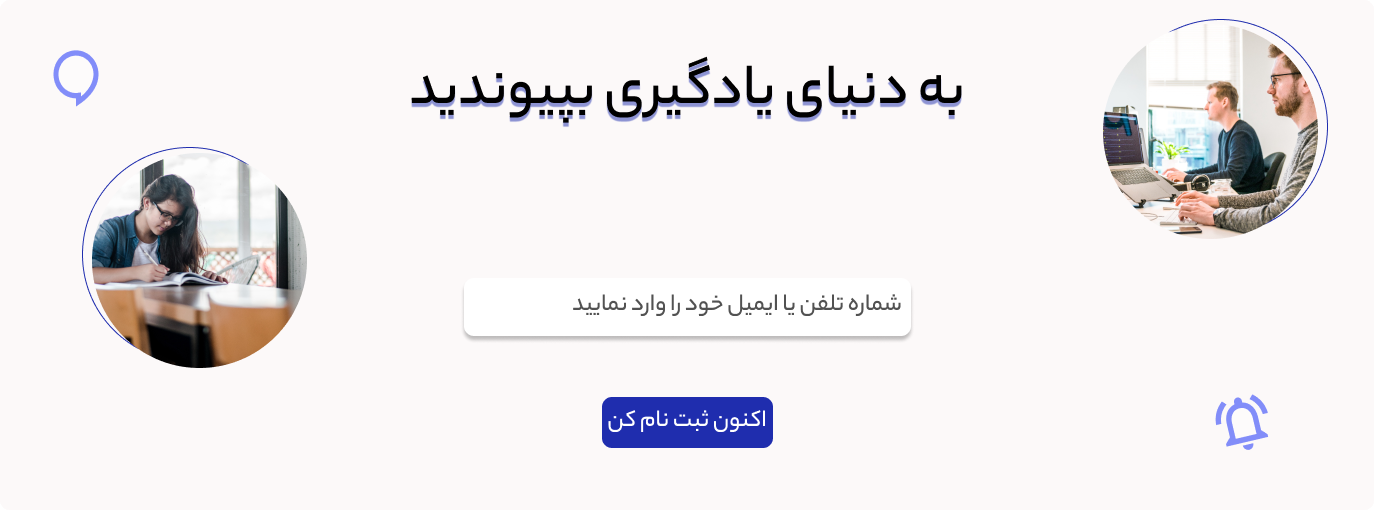 به دنیای یادگیری بپیوندید
شماره تلفن یا ایمیل خود را وارد نمایید
اکنون ثبت نام کن